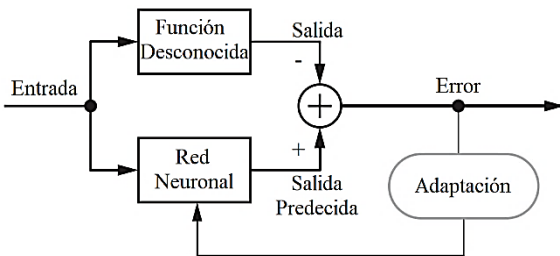 Función
Desconocida
Salida
-
Entrada
Error
+
Red
Neuronal
+
Salida
Predecida
Adaptación